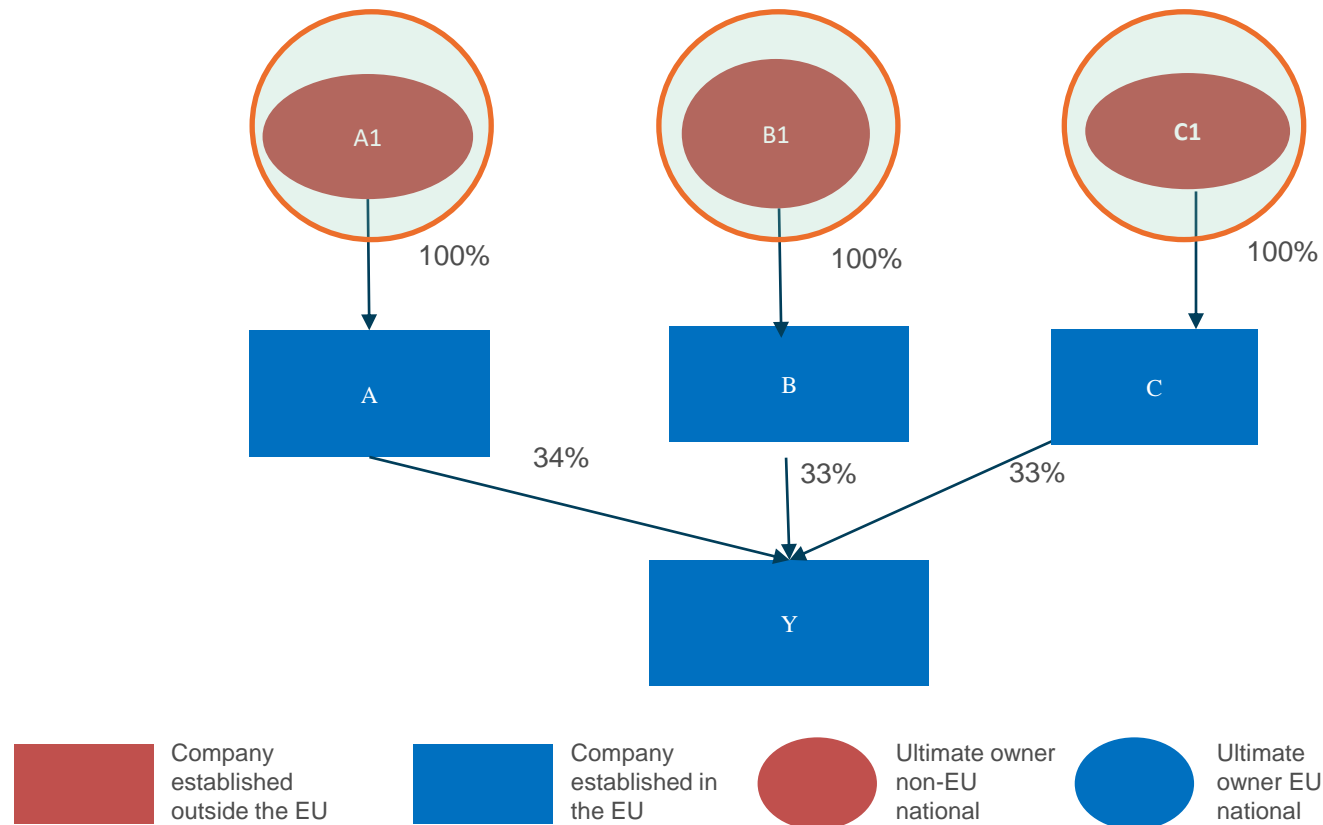 A1
B1
C1
100%
100%
100%
A
B
C
34%
33%
33%
Y
Company
established
outside the EU
Company
established in
the EU
Ultimate owner
non-EU
national
Ultimate
owner EU
national